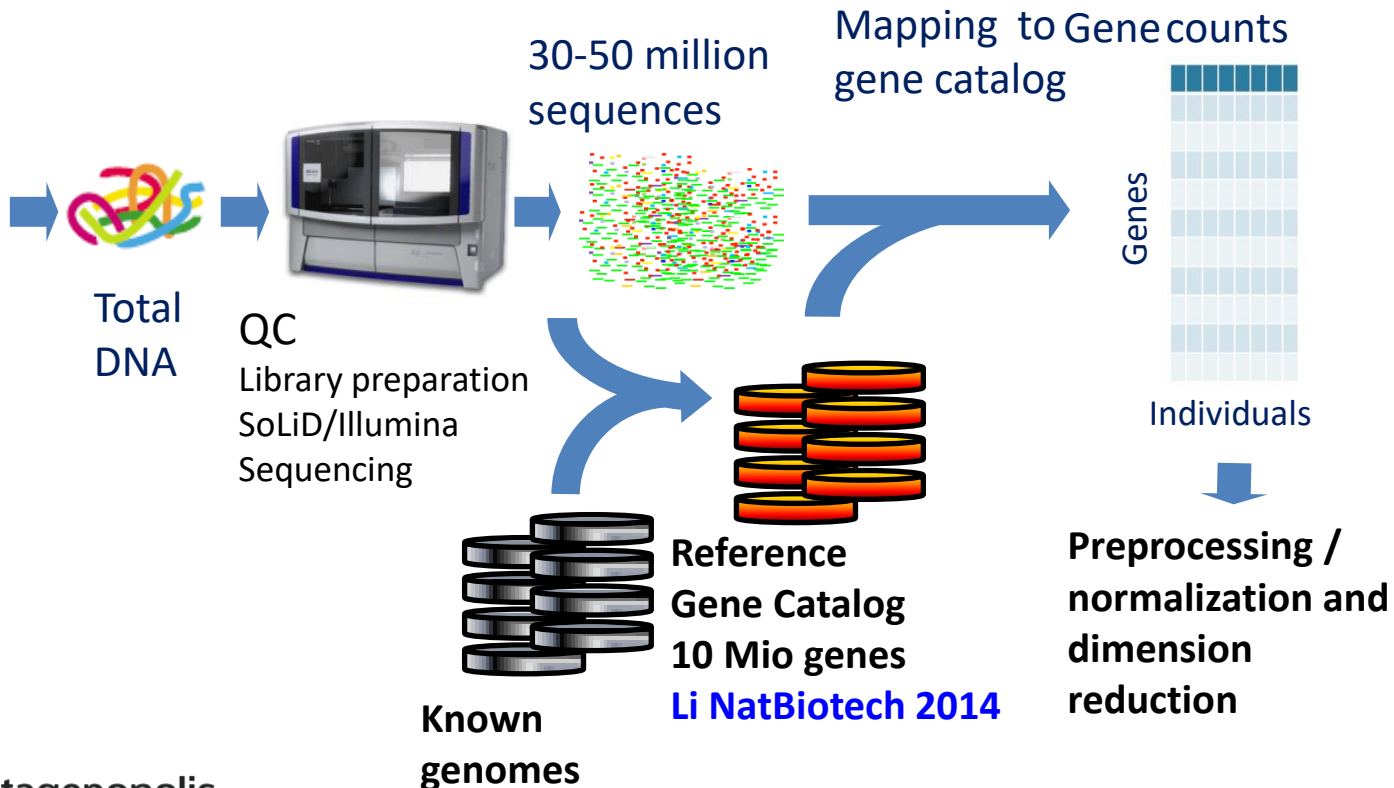 30-50 million
sequences
Mapping to
gene catalog
Gene counts
Genes
Individuals
Total
DNA
QC
Library preparation
SoLiD/Illumina
Sequencing
Reference
Gene Catalog
10 Mio genes
Li NatBiotech 2014
Known
genomes
Preprocessing /
normalization and
dimension
reduction